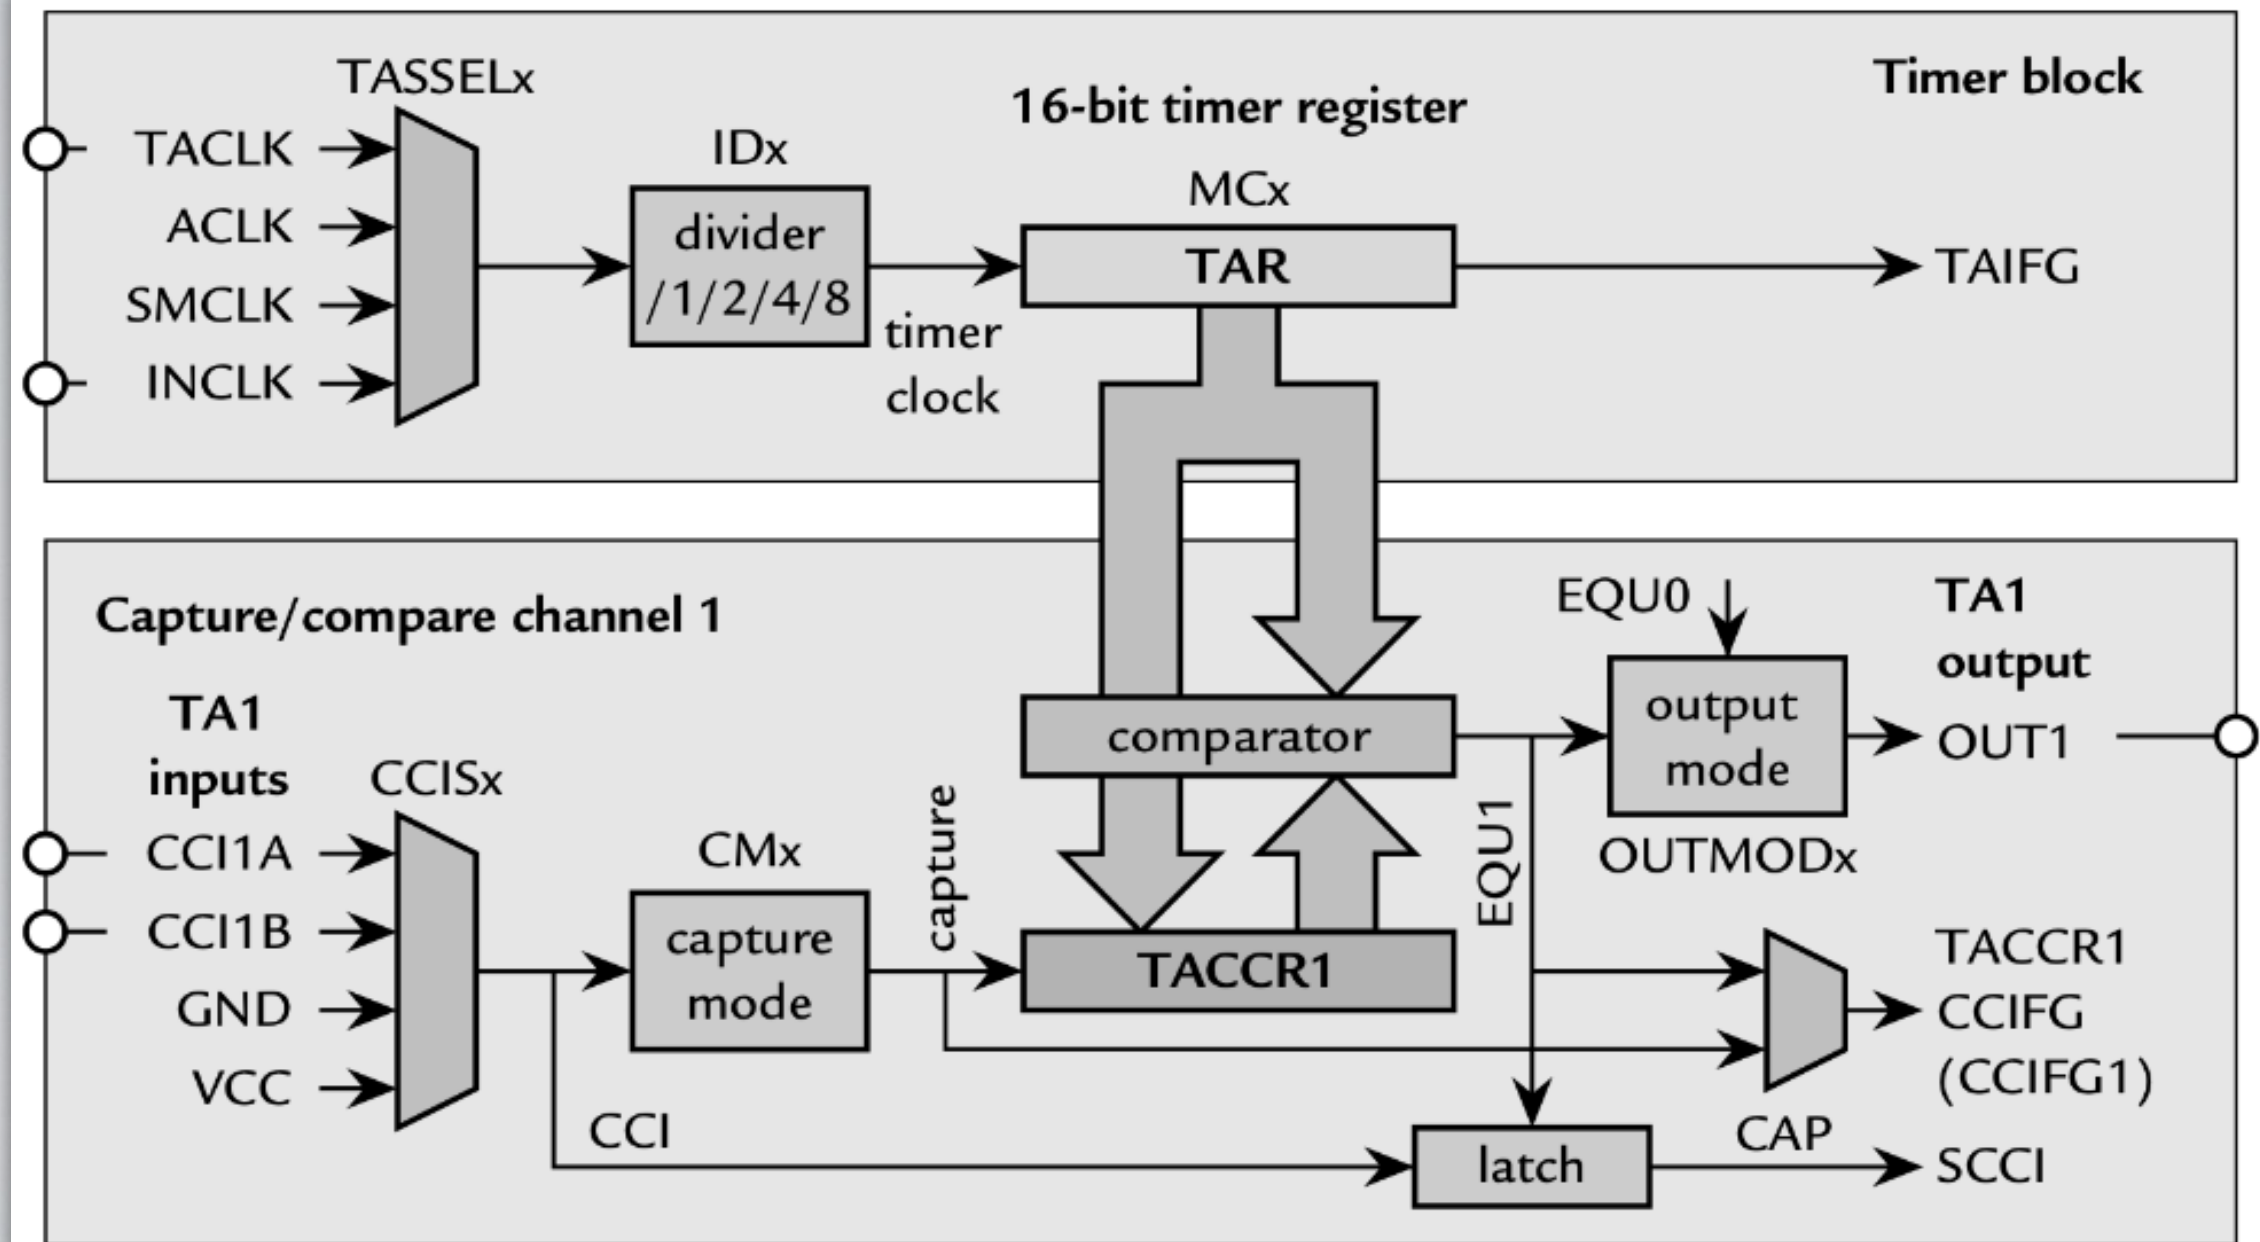 TASSELx
16-bit timer register
Timer block
TACLK
ACLK
SMCLK
INCLK
IDx
divider
/1/2/4/8
timer
clock
MCx
TAR
TAIFG
Capture/compare channel 1
TA1
inputs
CCISx
CCI1A
CCI1B
GND
VCC
CMx
capture
mode
capture
CCI
comparator
TACCR1
EQU1
EQU0
output
mode
OUTMODx
TA1
output
OUT1
TACCR1
CCIFG
(CCIFG1)
CAP
latch
SCCI